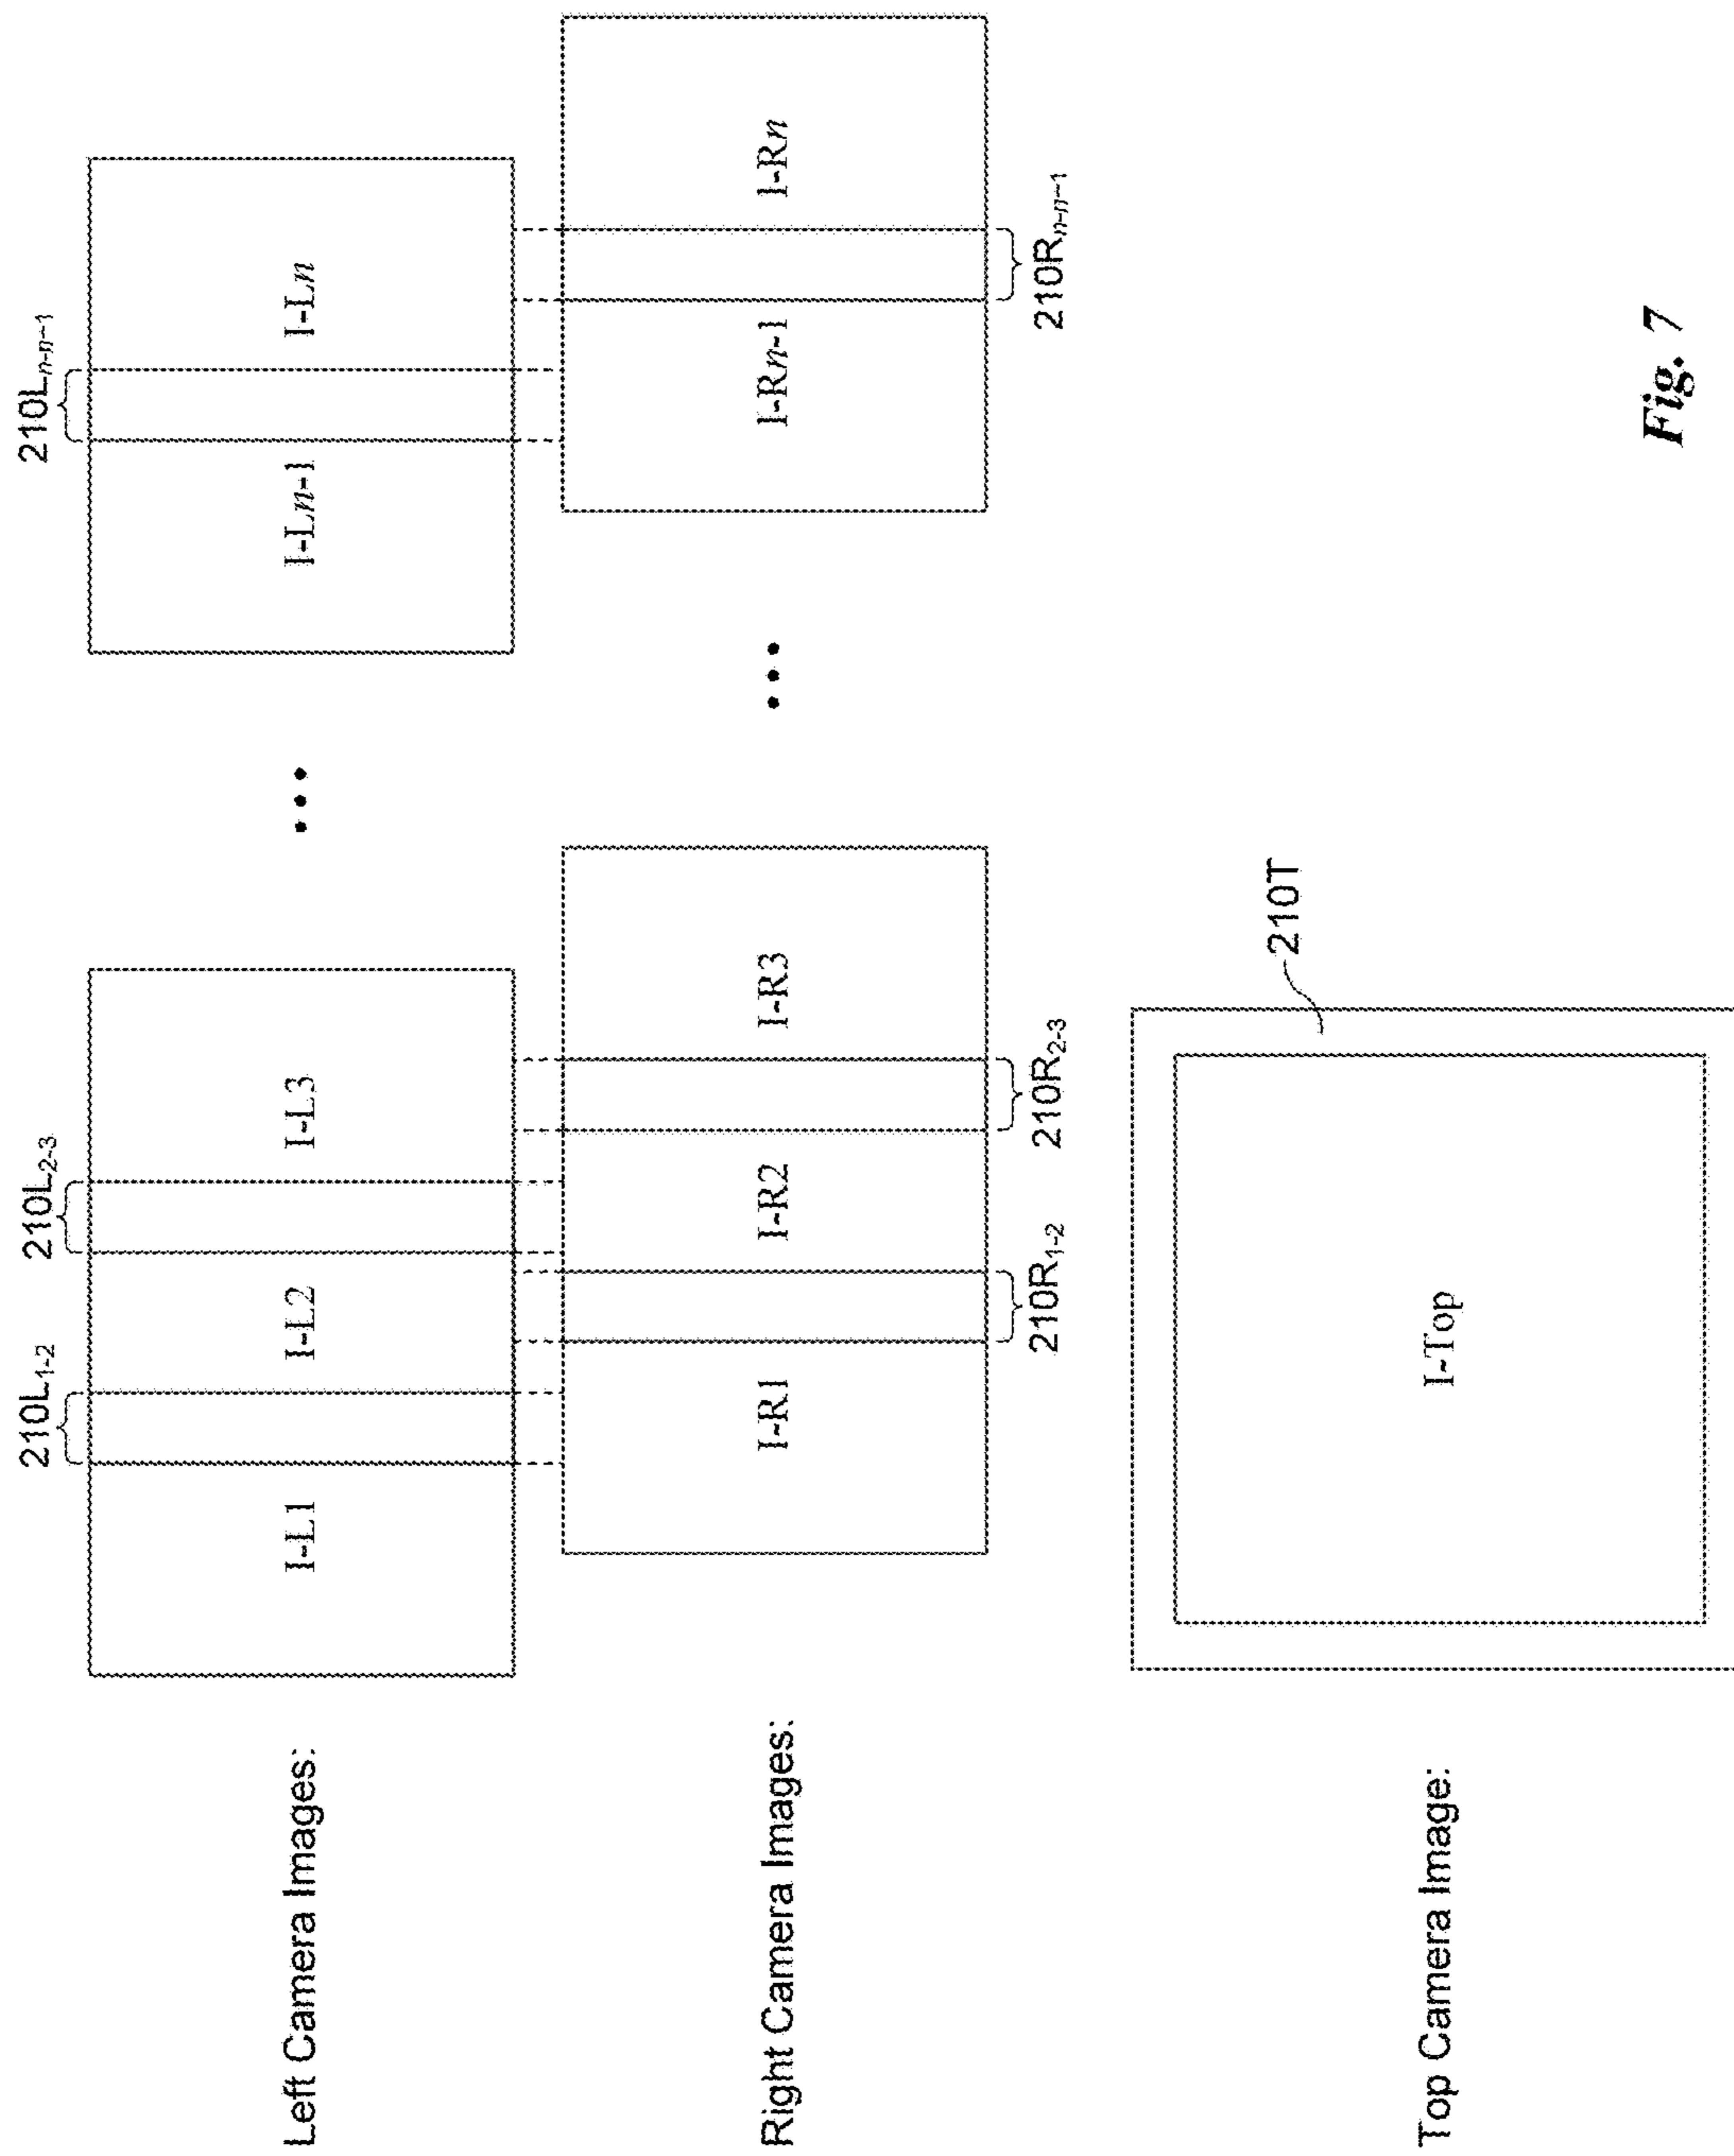 210L₁₋₂ 210L₂₋₃ 210Lₙ₋ₙ₋₁
Left Camera Images: I-L1 I-L2 I-L3 ••• I-Ln-1 I-Ln
Right Camera Images: I-R1 I-R2 I-R3 ••• I-Rn-1 I-Rn
210R₁₋₂ 210R₂₋₃ 210Rₙ₋ₙ₋₁
210T
Top Camera Image: I-Top
Fig. 7